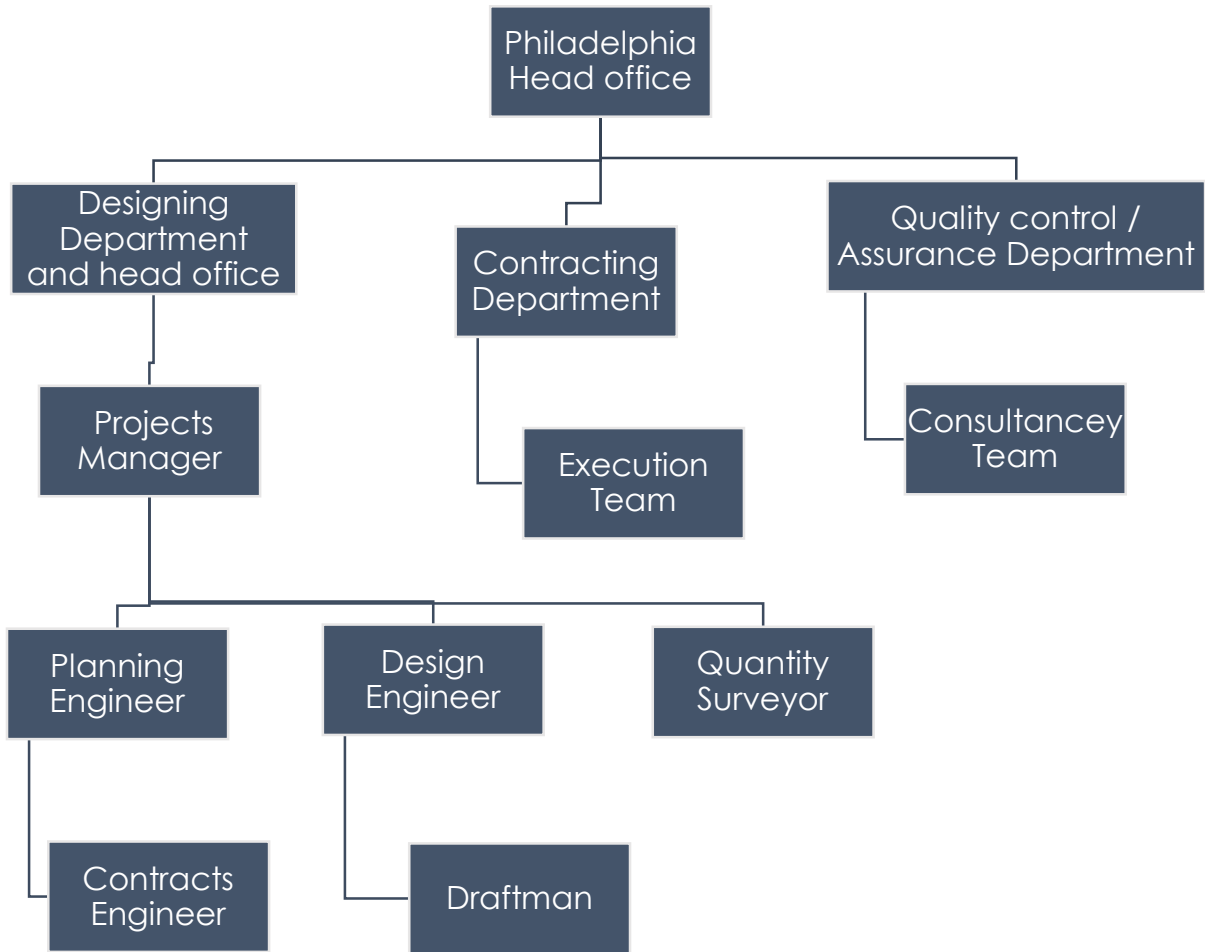 Philadelphia
Head office
Designing
Department
and head office
Contracting
Department
Quality control /
Assurance Department
Projects
Manager
Execution
Team
Consultancey
Team
Planning
Engineer
Design
Engineer
Quantity
Surveyor
Contracts
Engineer
Draftman